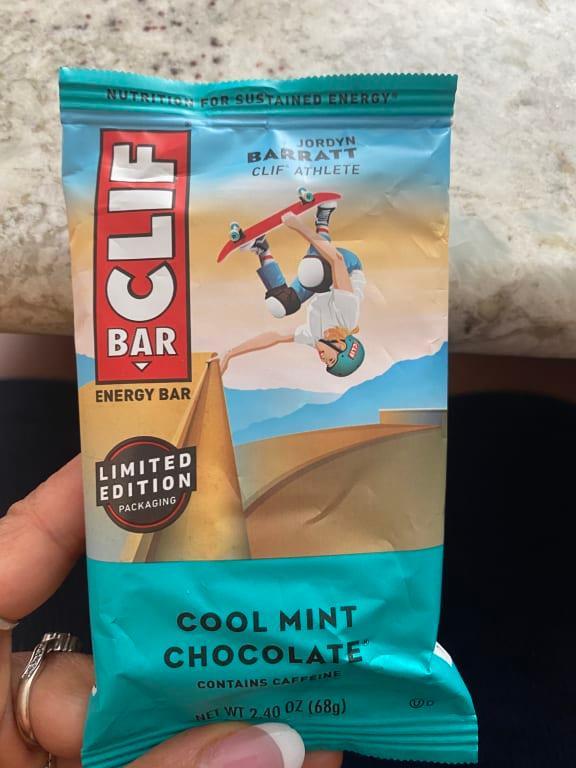 NUTRITION FOR SUSTAINED ENERGY®
JORDYN
BARRATT
CLIF® ATHLETE
CLIF®
BAR
ENERGY BAR
CLIF
LIMITED
EDITION
PACKAGING
COOL MINT
CHOCOLATE®
CONTAINS CAFFEINE
NET WT 2.40 OZ (68g)
Ⓤ D